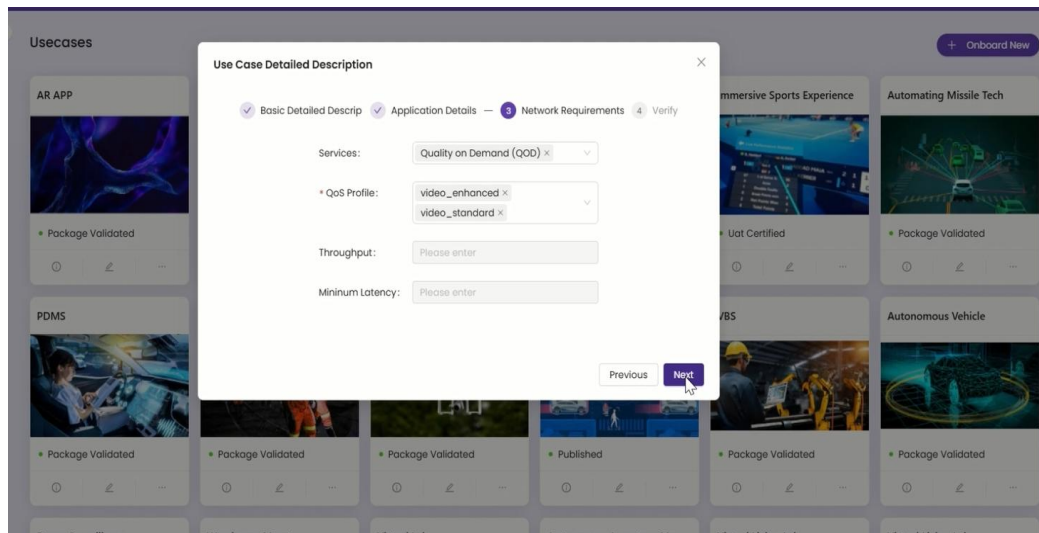 Usecases
+ Onboard New
Use Case Detailed Description
Basic Detailed Descrip
Application Details
3 Network Requirements
4 Verify
Services:
Quality on Demand (QOD) ×
* QoS Profile:
video_enhanced ×
video_standard ×
Throughput:
Please enter
Mininum Latency:
Please enter
Previous
Next
AR APP
mmersive Sports Experience
Automating Missile Tech
Package Validated
Uat Certified
Package Validated
PDMS
VBS
Autonomous Vehicle
Package Validated
Package Validated
Package Validated
Published
Package Validated
Package Validated